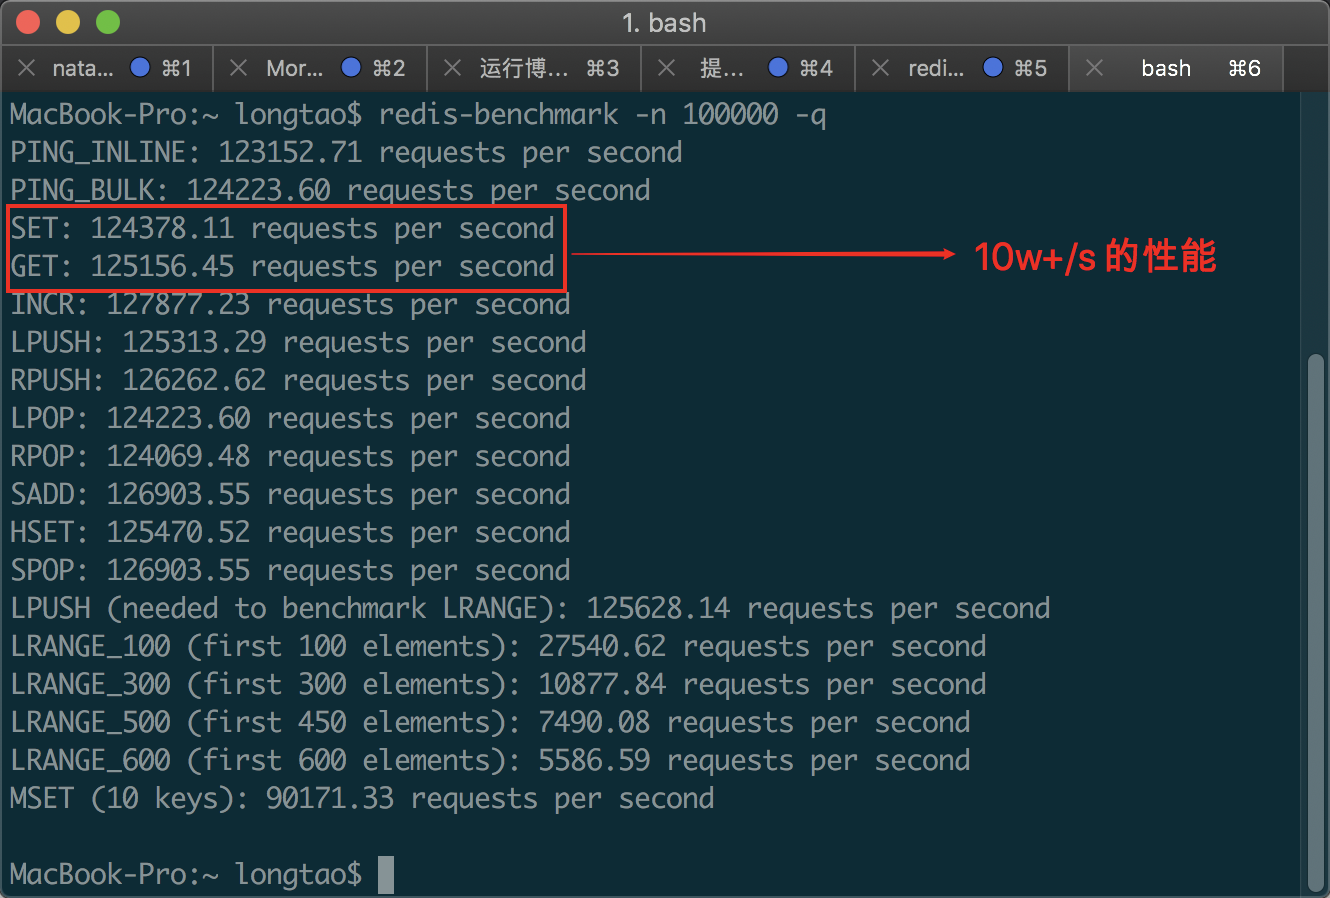 1. bash
nata... ⌘1
Mor... ⌘2
运行博... ⌘3
提... ⌘4
redi... ⌘5
bash ⌘6
MacBook-Pro:~ longtao$ redis-benchmark -n 100000 -q
PING_INLINE: 123152.71 requests per second
PING_BULK: 124223.60 requests per second
SET: 124378.11 requests per second
GET: 125156.45 requests per second
10w+/s 的性能
INCR: 127877.23 requests per second
LPUSH: 125313.29 requests per second
RPUSH: 126262.62 requests per second
LPOP: 124223.60 requests per second
RPOP: 124069.48 requests per second
SADD: 126903.55 requests per second
HSET: 125470.52 requests per second
SPOP: 126903.55 requests per second
LPUSH (needed to benchmark LRANGE): 125628.14 requests per second
LRANGE_100 (first 100 elements): 27540.62 requests per second
LRANGE_300 (first 300 elements): 10877.84 requests per second
LRANGE_500 (first 450 elements): 7490.08 requests per second
LRANGE_600 (first 600 elements): 5586.59 requests per second
MSET (10 keys): 90171.33 requests per second
MacBook-Pro:~ longtao$